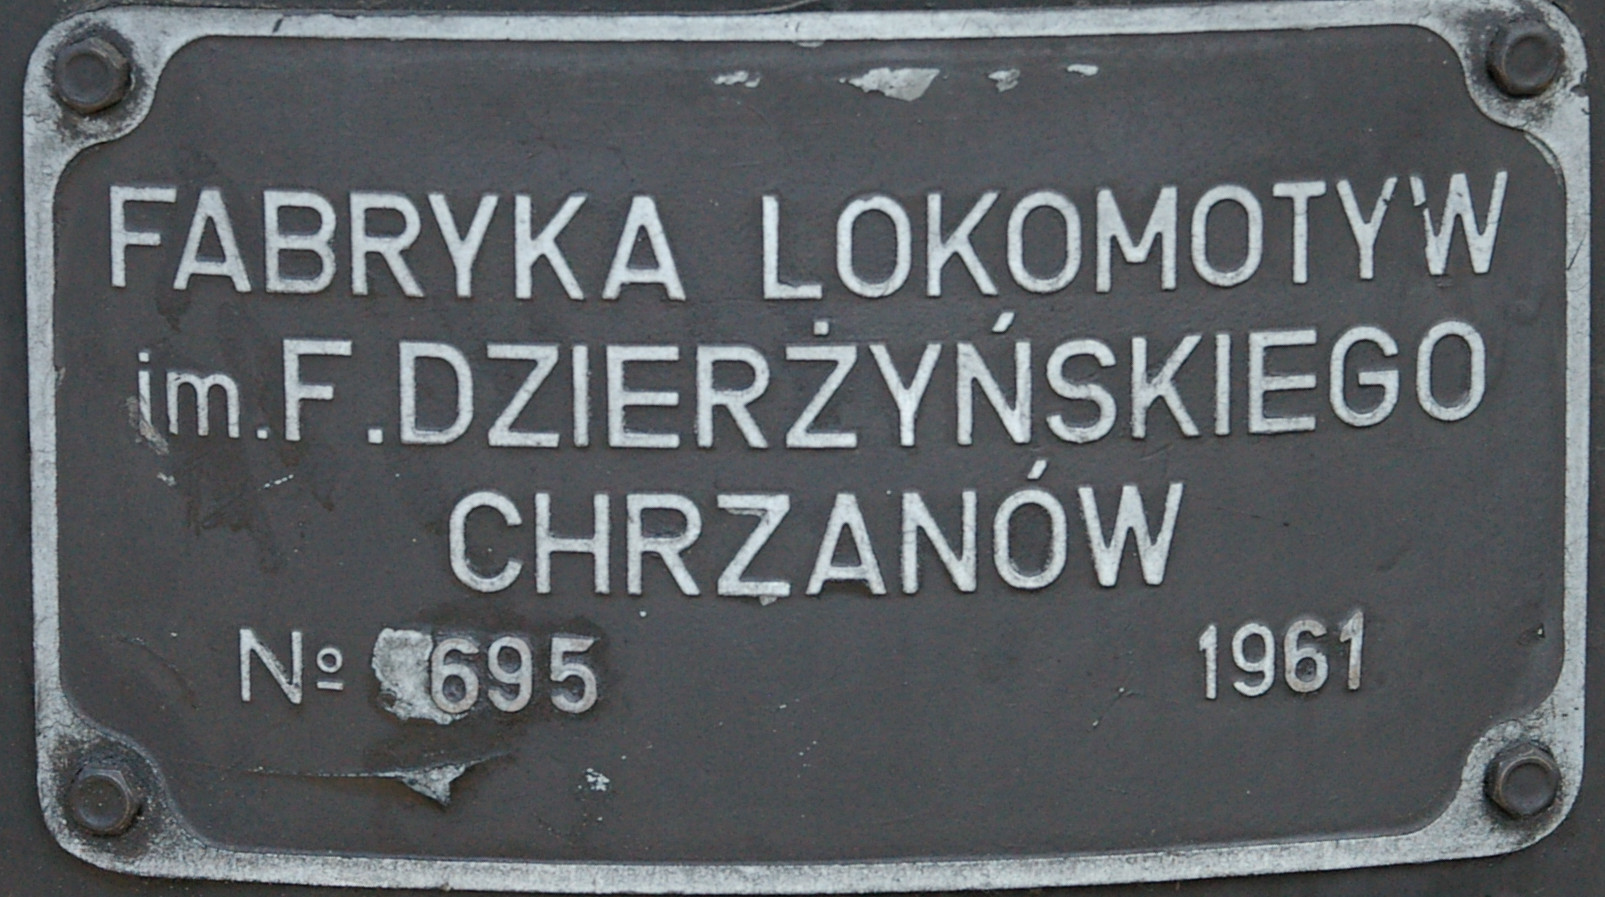 FABRYKA LOKOMOTYW
im. F. DZIERŻYŃSKIEGO
CHRZANÓW
№ 695 1961